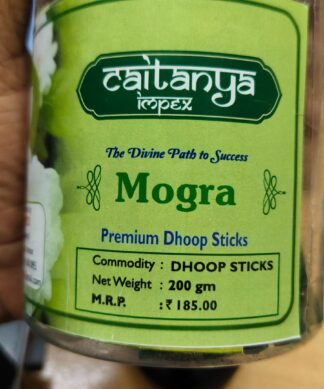 caitanya
impex
The Divine Path to Success
Mogra
Premium Dhoop Sticks
Commodity : DHOOP STICKS
Net Weight : 200 gm
M.R.P. : ₹ 185.00